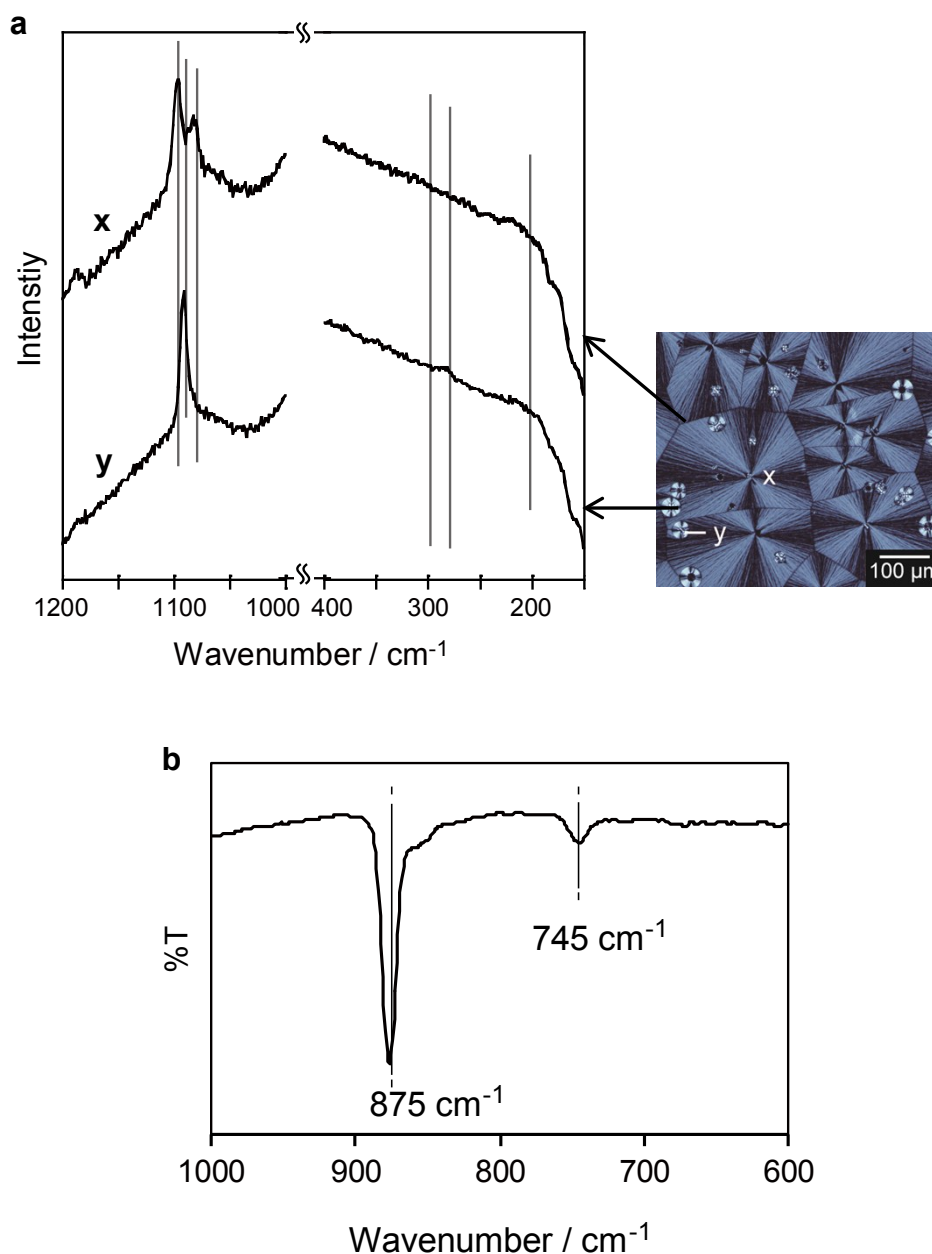 a
x
y
Intenstiy
1200 1100 1000 400 300 200
Wavenumber / cm-1
x
y
100 µm
b
%T
745 cm-1
875 cm-1
1000 900 800 700 600
Wavenumber / cm-1